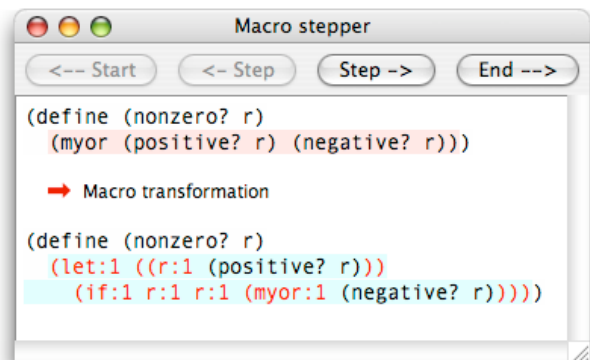 Macro stepper
<-- Start <- Step Step -> End -->
(define (nonzero? r)
(myor (positive? r) (negative? r)))
Macro transformation
(define (nonzero? r)
(let:1 ((r:1 (positive? r)))
(if:1 r:1 r:1 (myor:1 (negative? r)))))